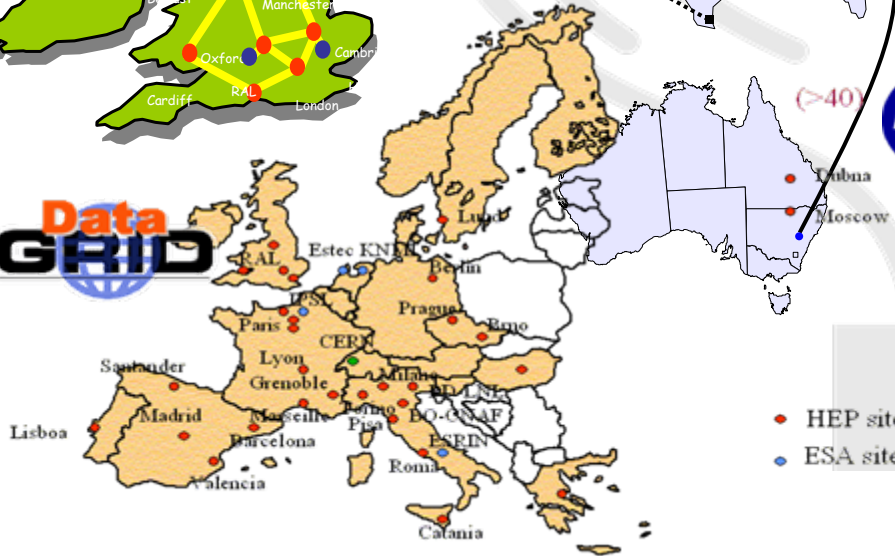 Manchester
Oxford
Cardiff
RAL
London
(>40)
Dubna
Moscow
Data
GRID
Lund
Estec KNMI
RAL
Berlin
IPSL
Paris
Prague
Brno
CERN
Lyon
Santander
Grenoble
Milano
PD-LNL
Torino
Madrid
Marseille
BO-CNAF
HEP site
Pisa
Lisboa
Barcelona
ESRIN
ESA site
Roma
Valencia
Catania